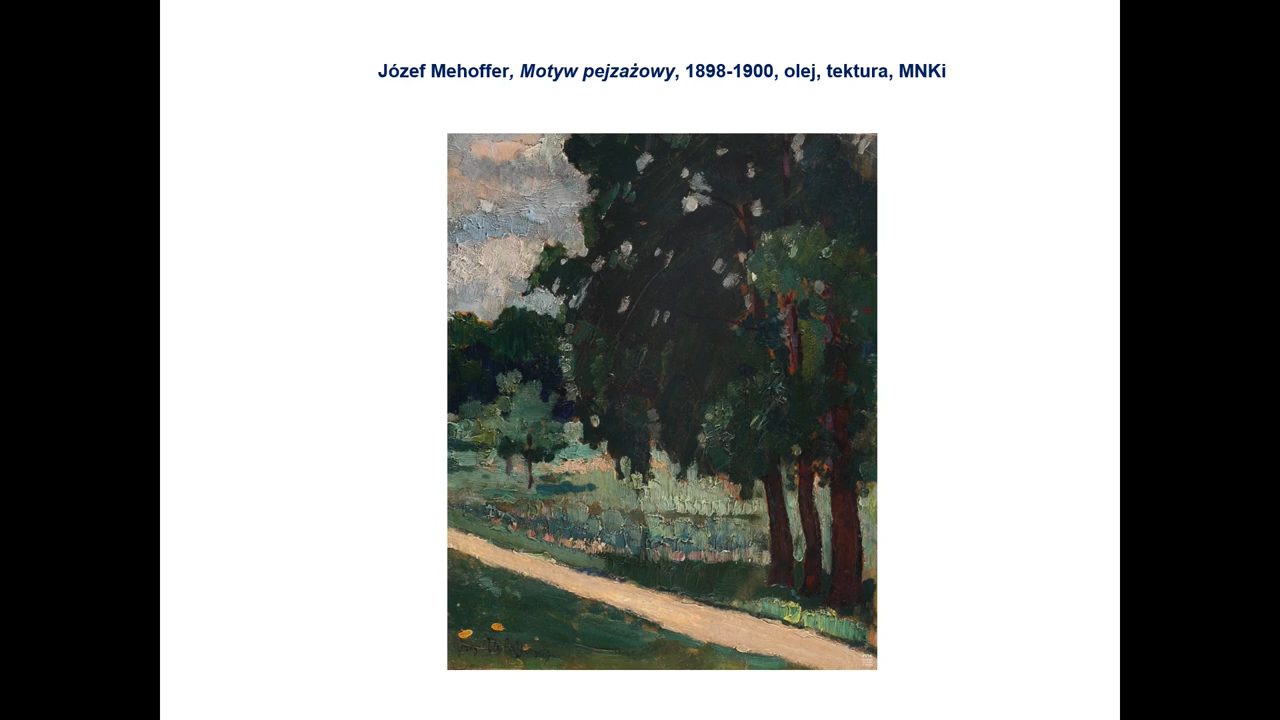 Józef Mehoffer, Motyw pejzażowy, 1898-1900, olej, tektura, MNKi